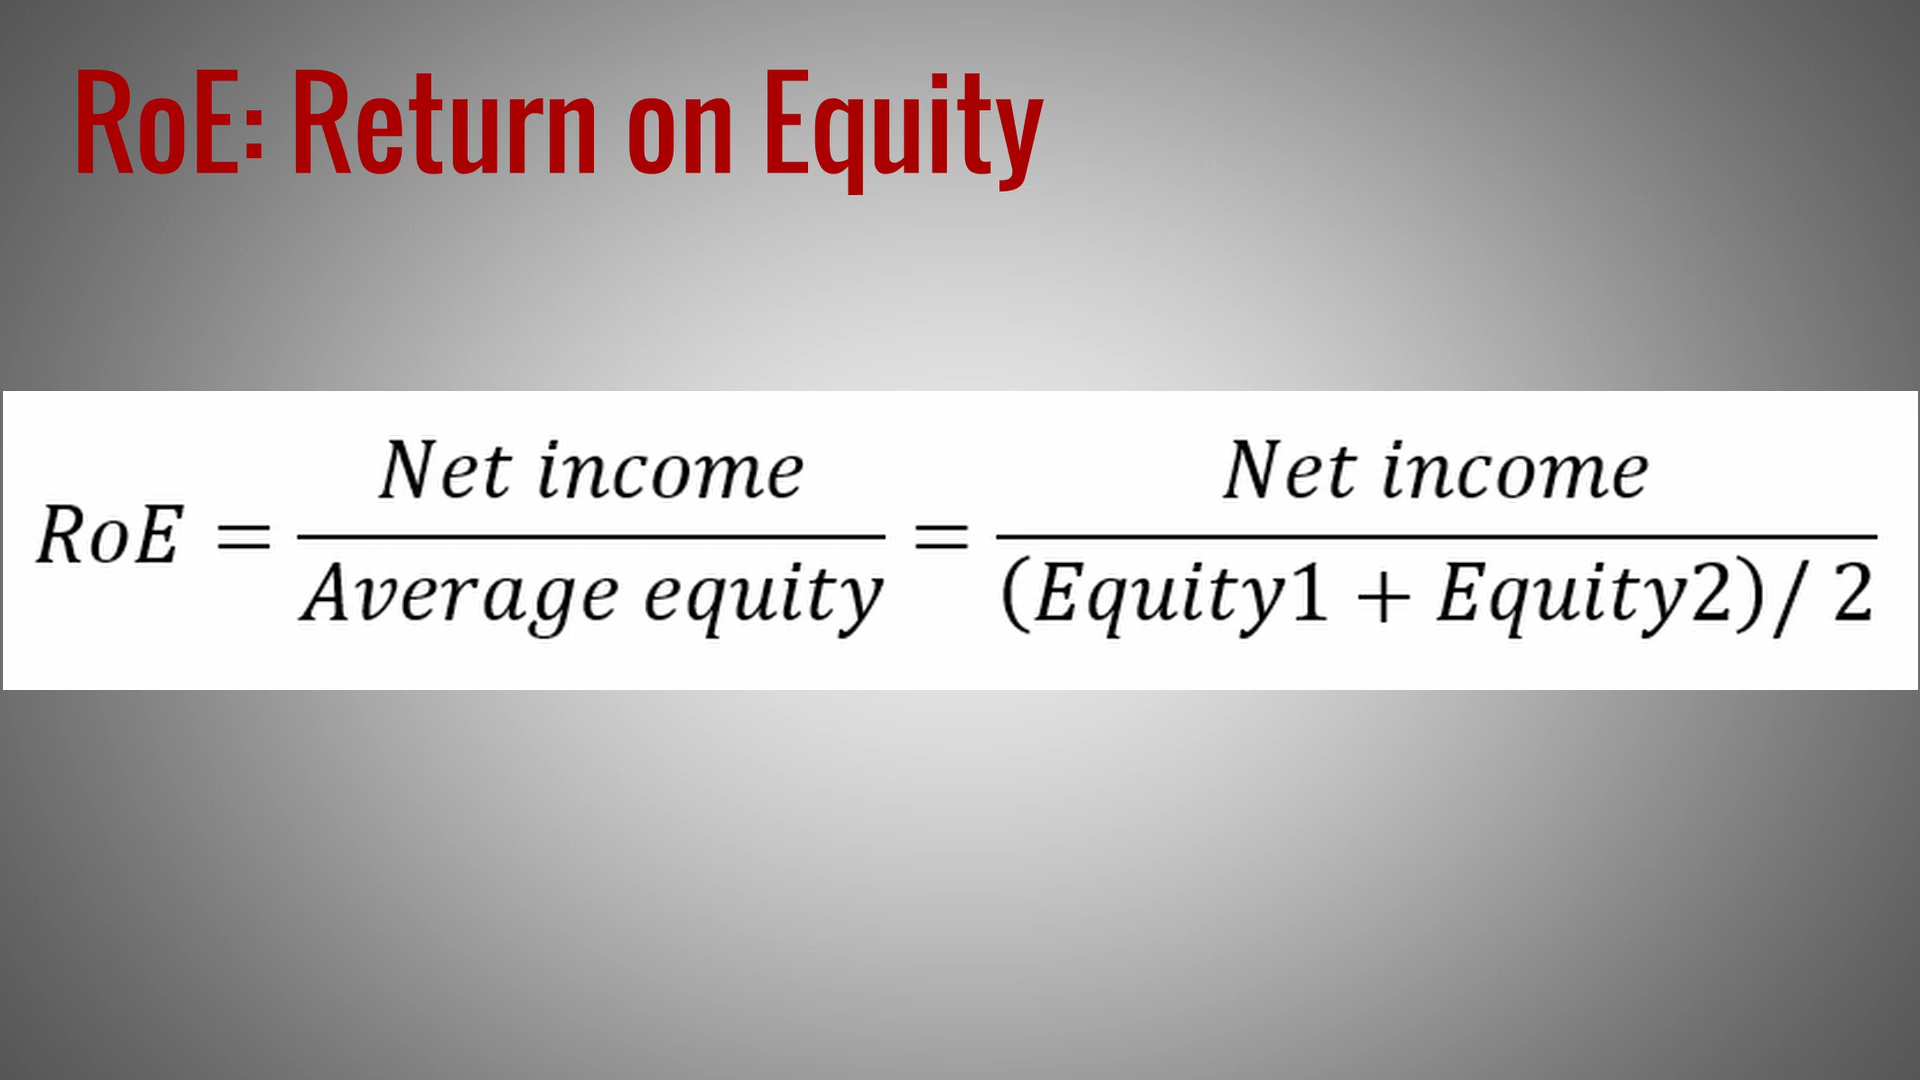 RoE: Return on Equity
RoE = Net income / Average equity = Net income / (Equity1 + Equity2)/ 2